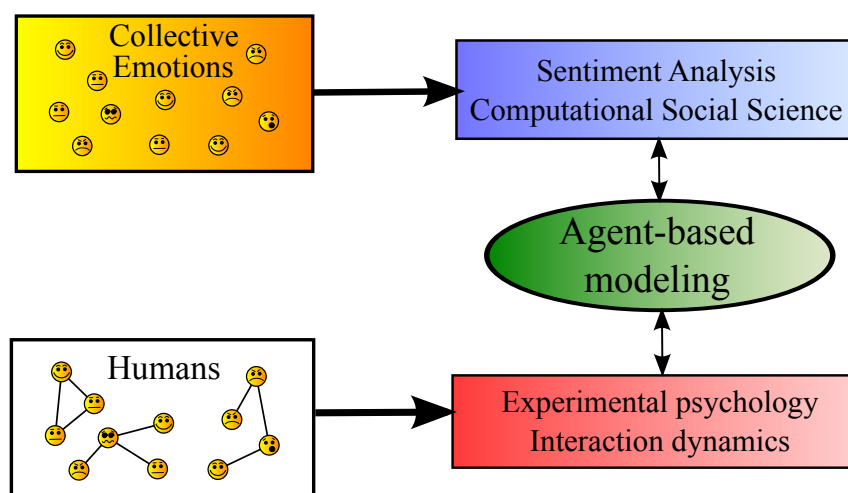 Collective
Emotions
Sentiment Analysis
Computational Social Science
Agent-based
modeling
Humans
Experimental psychology
Interaction dynamics